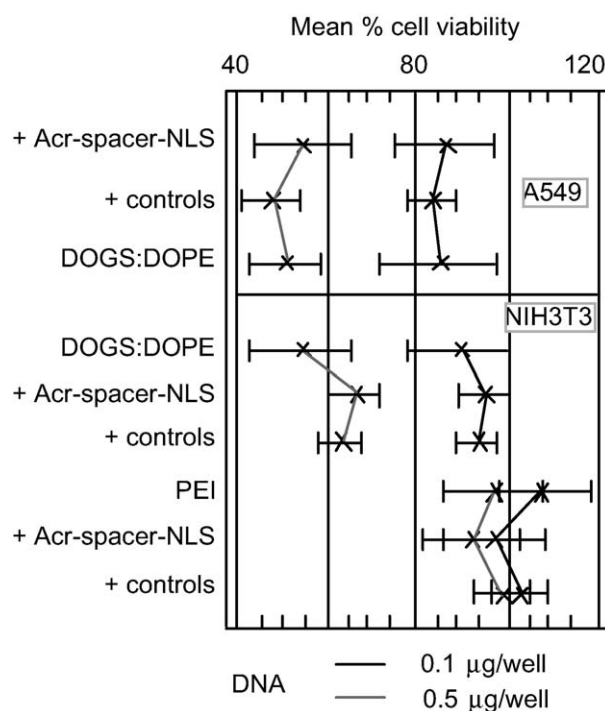 Mean % cell viability
40 80 120
+ Acr-spacer-NLS
+ controls
A549
DOGS:DOPE
NIH3T3
DOGS:DOPE
+ Acr-spacer-NLS
+ controls
PEI
+ Acr-spacer-NLS
+ controls
DNA
0.1 μg/well
0.5 μg/well